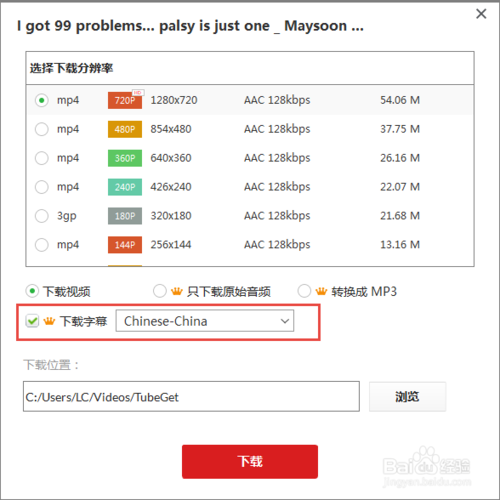 I got 99 problems... palsy is just one _ Maysoon ...
选择下载分辨率
mp4 720P HD 1280x720 AAC 128kbps 54.06 M
mp4 480P 854x480 AAC 128kbps 37.75 M
mp4 360P 640x360 AAC 128kbps 26.16 M
mp4 240P 426x240 AAC 128kbps 22.07 M
3gp 180P 320x180 AAC 128kbps 21.68 M
mp4 144P 256x144 AAC 128kbps 13.16 M
下载视频 只下载原始音频 转换成 MP3
下载字幕 Chinese-China
下载位置：
C:/Users/LC/Videos/TubeGet 浏览
下载
Baidu 经验
jingyan.baidu.com